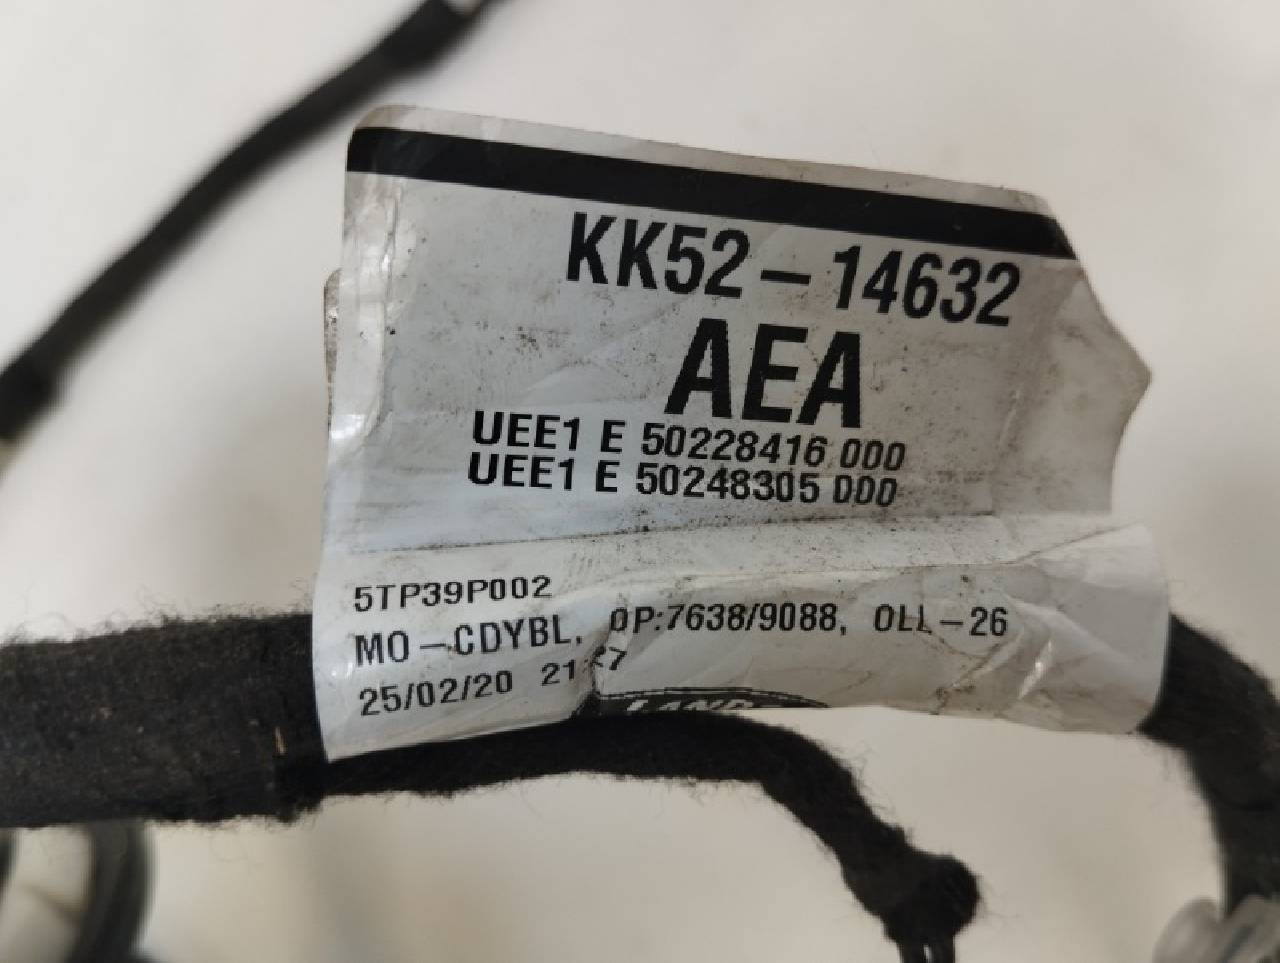 KK52-14632
AEA
UEE1 E 50228416 000
UEE1 E 50248305 000
5TP39P002
MO-CDYBL, OP:7638/9088, OLL-26
25/02/20
LAND